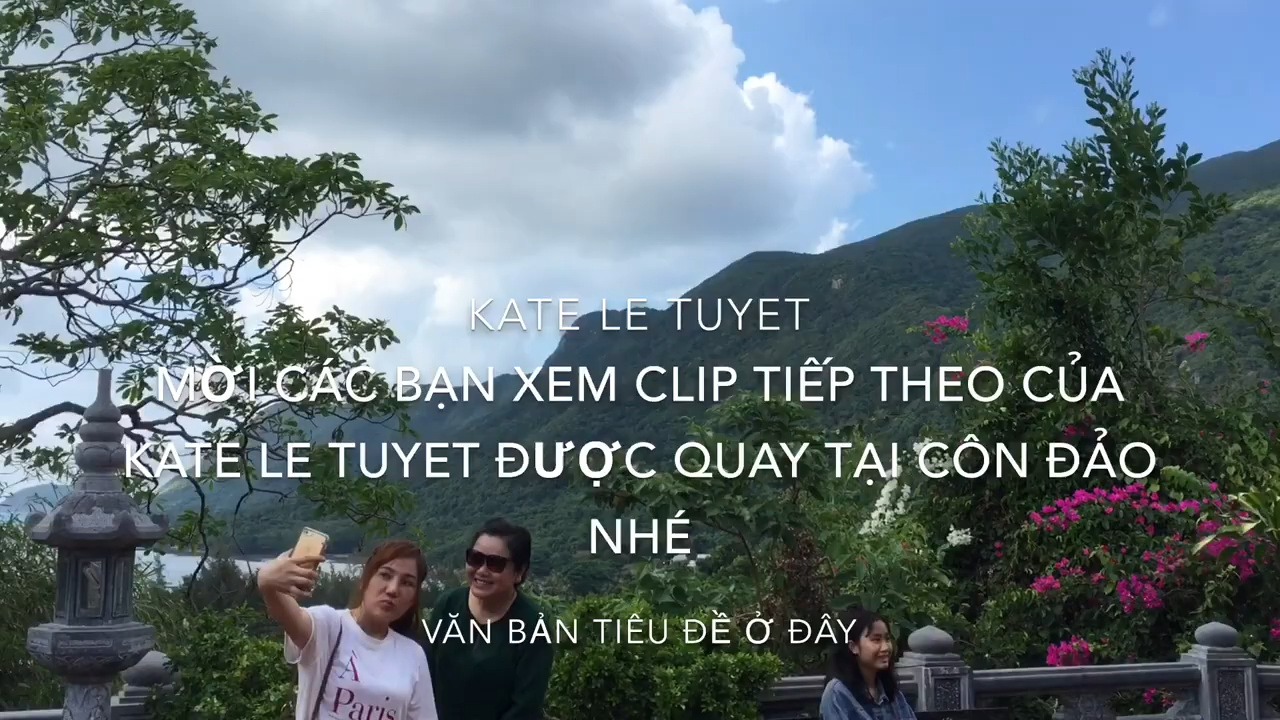 KATE LE TUYET
MỜI CÁC BẠN XEM CLIP TIẾP THEO CỦA
KATE LE TUYET ĐƯỢC QUAY TẠI CÔN ĐẢO
NHÉ
VĂN BẢN TIÊU ĐỀ Ở ĐÂY
À
Paris